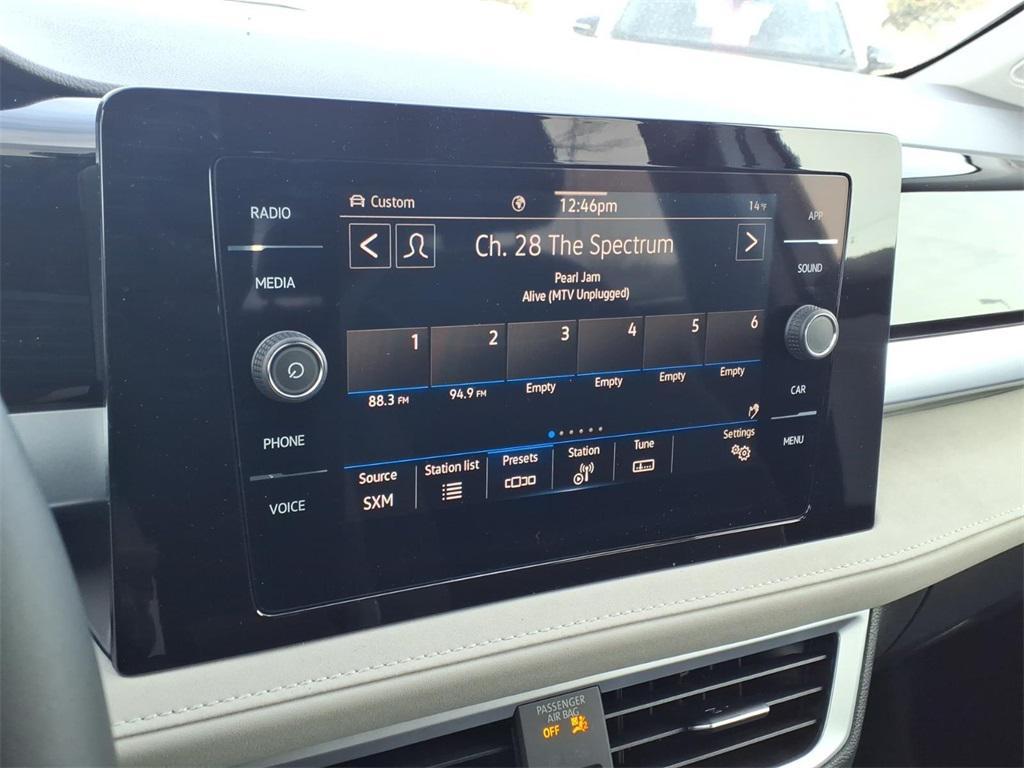 RADIO
MEDIA
PHONE
VOICE
Custom
12:46pm
14°F
Ch. 28 The Spectrum
Pearl Jam
Alive (MTV Unplugged)
1 2 3 4 5 6
88.3 FM 94.9 FM Empty Empty Empty Empty
Source
SXM
Station list
Presets
Station
Tune
Settings
APP
SOUND
CAR
MENU
PASSENGER
AIR BAG
OFF